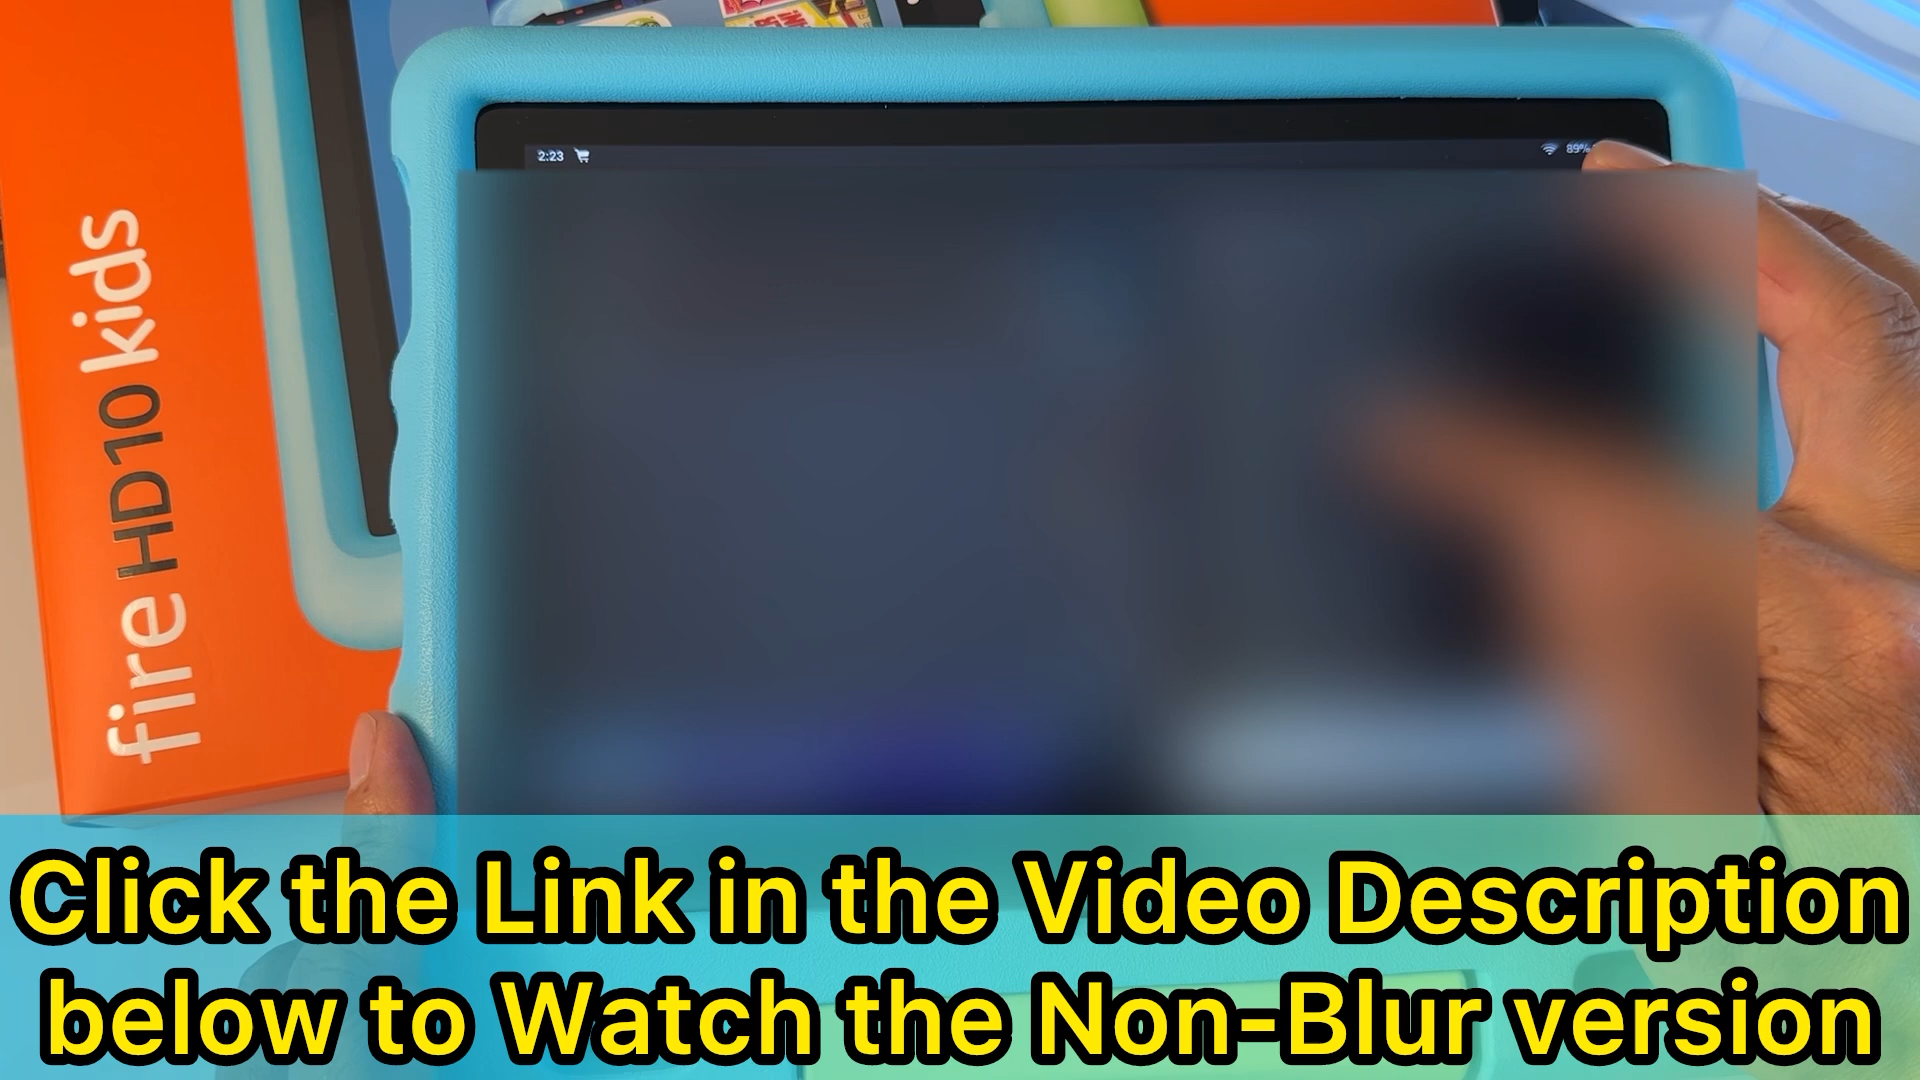 2:23
89%
fire HD10 kids
Click the Link in the Video Description
below to Watch the Non-Blur version